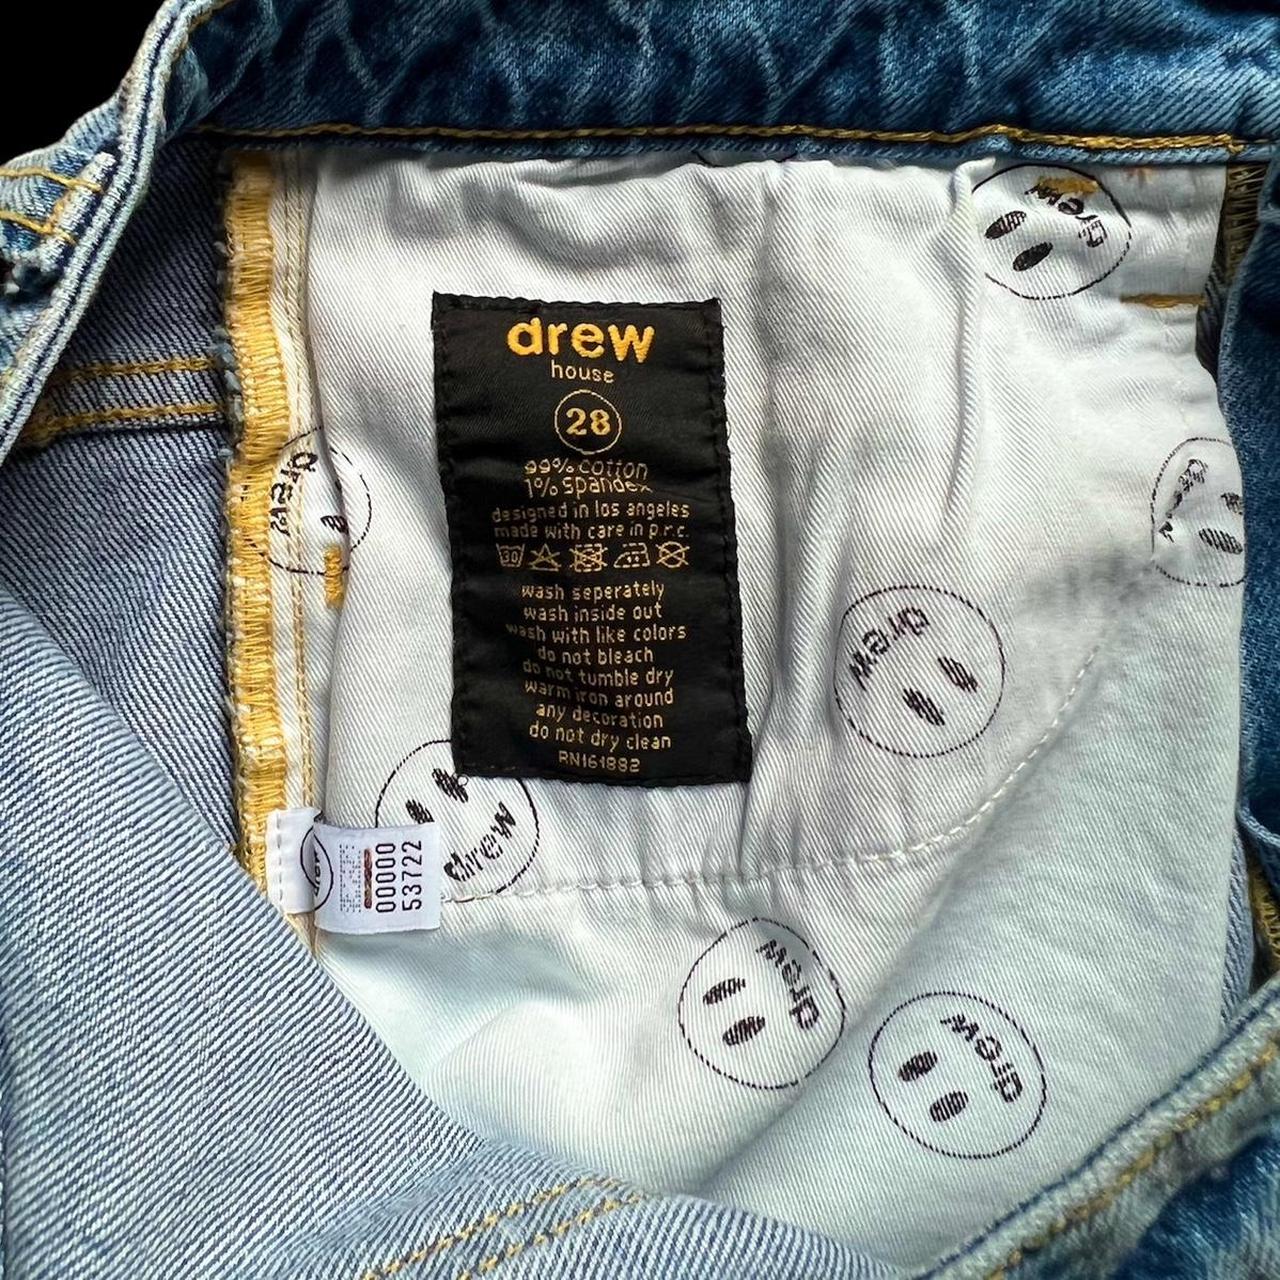 drew
drew
house
28
99% cotton
1% spandex
designed in los angeles
made with care in p.r.c.
30
wash seperately
wash inside out
wash with like colors
do not bleach
do not tumble dry
warm iron around
any decoration
do not dry clean
RN161882
drew
drew
drew
drew
drew
00000
53722
drew
drew